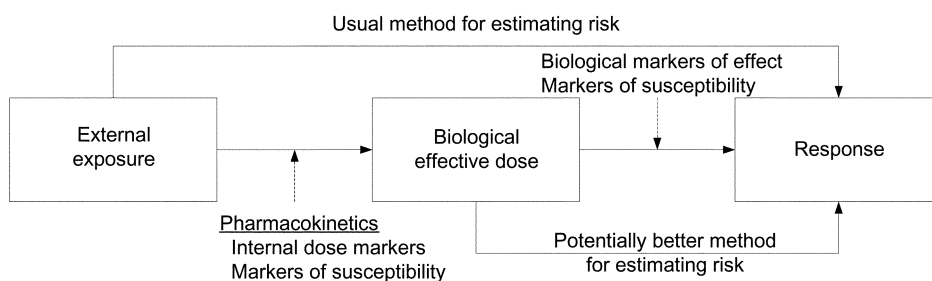 Usual method for estimating risk
Biological markers of effect
Markers of susceptibility
External
exposure
Biological
effective dose
Response
Pharmacokinetics
Internal dose markers
Markers of susceptibility
Potentially better method
for estimating risk